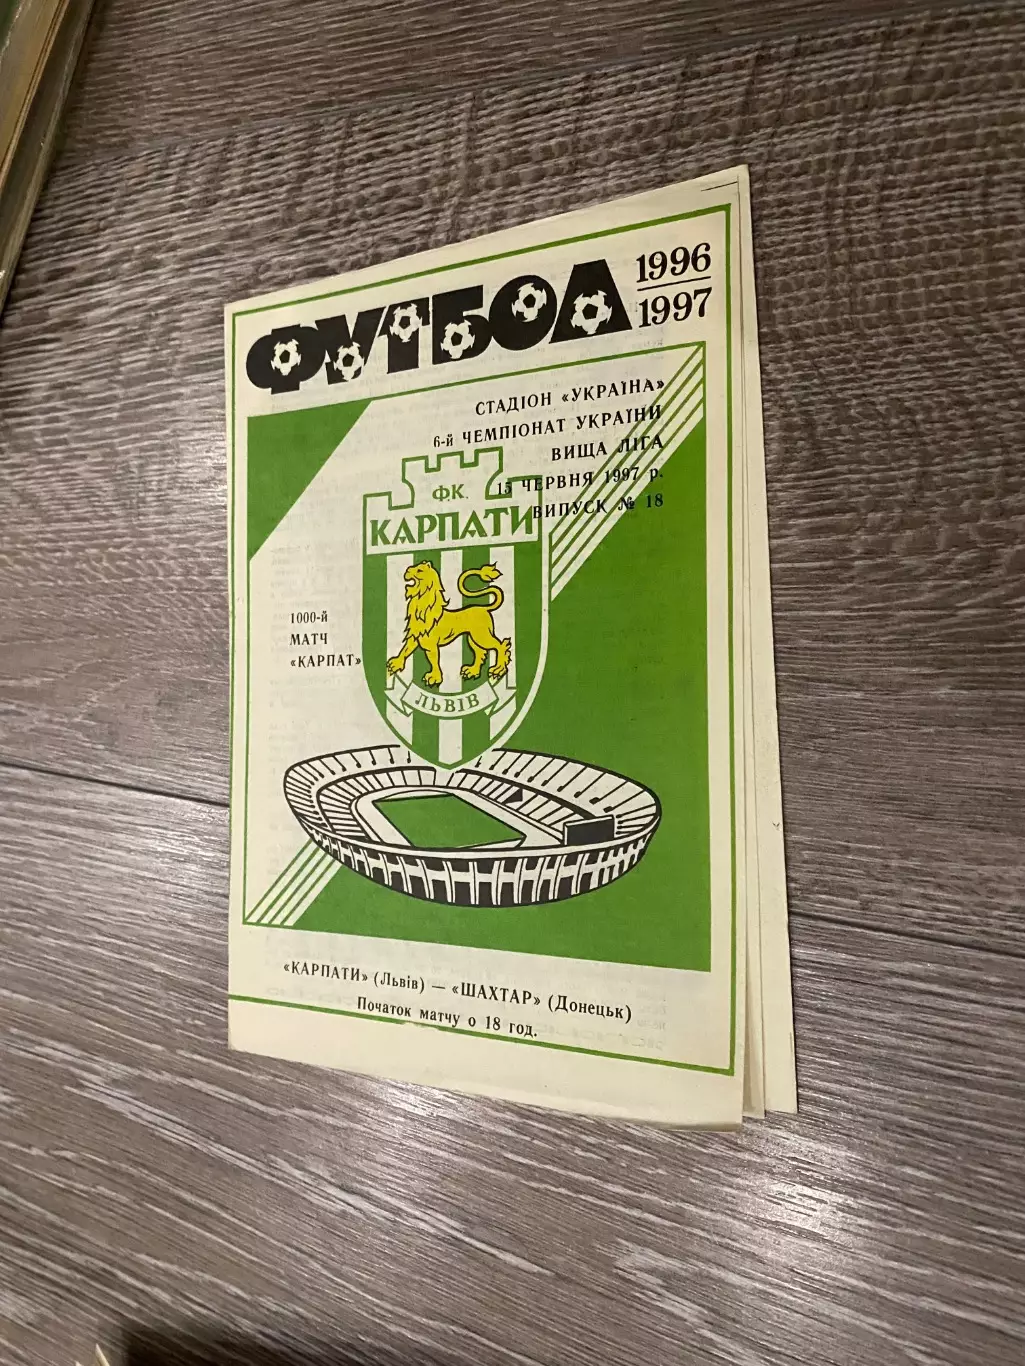 ФУТБОЛ 1996
1997
СТАДІОН «УКРАЇНА»
6-й ЧЕМПІОНАТ УКРАЇНИ
ВИЩА ЛІГА
15 ЧЕРВНЯ 1997 р.
ВИПУСК № 18
ФК
КАРПАТИ
1000-й
МАТЧ
«КАРПАТ»
ЛЬВІВ
«КАРПАТИ» (Львів) — «ШАХТАР» (Донецьк)
Початок матчу о 18 год.